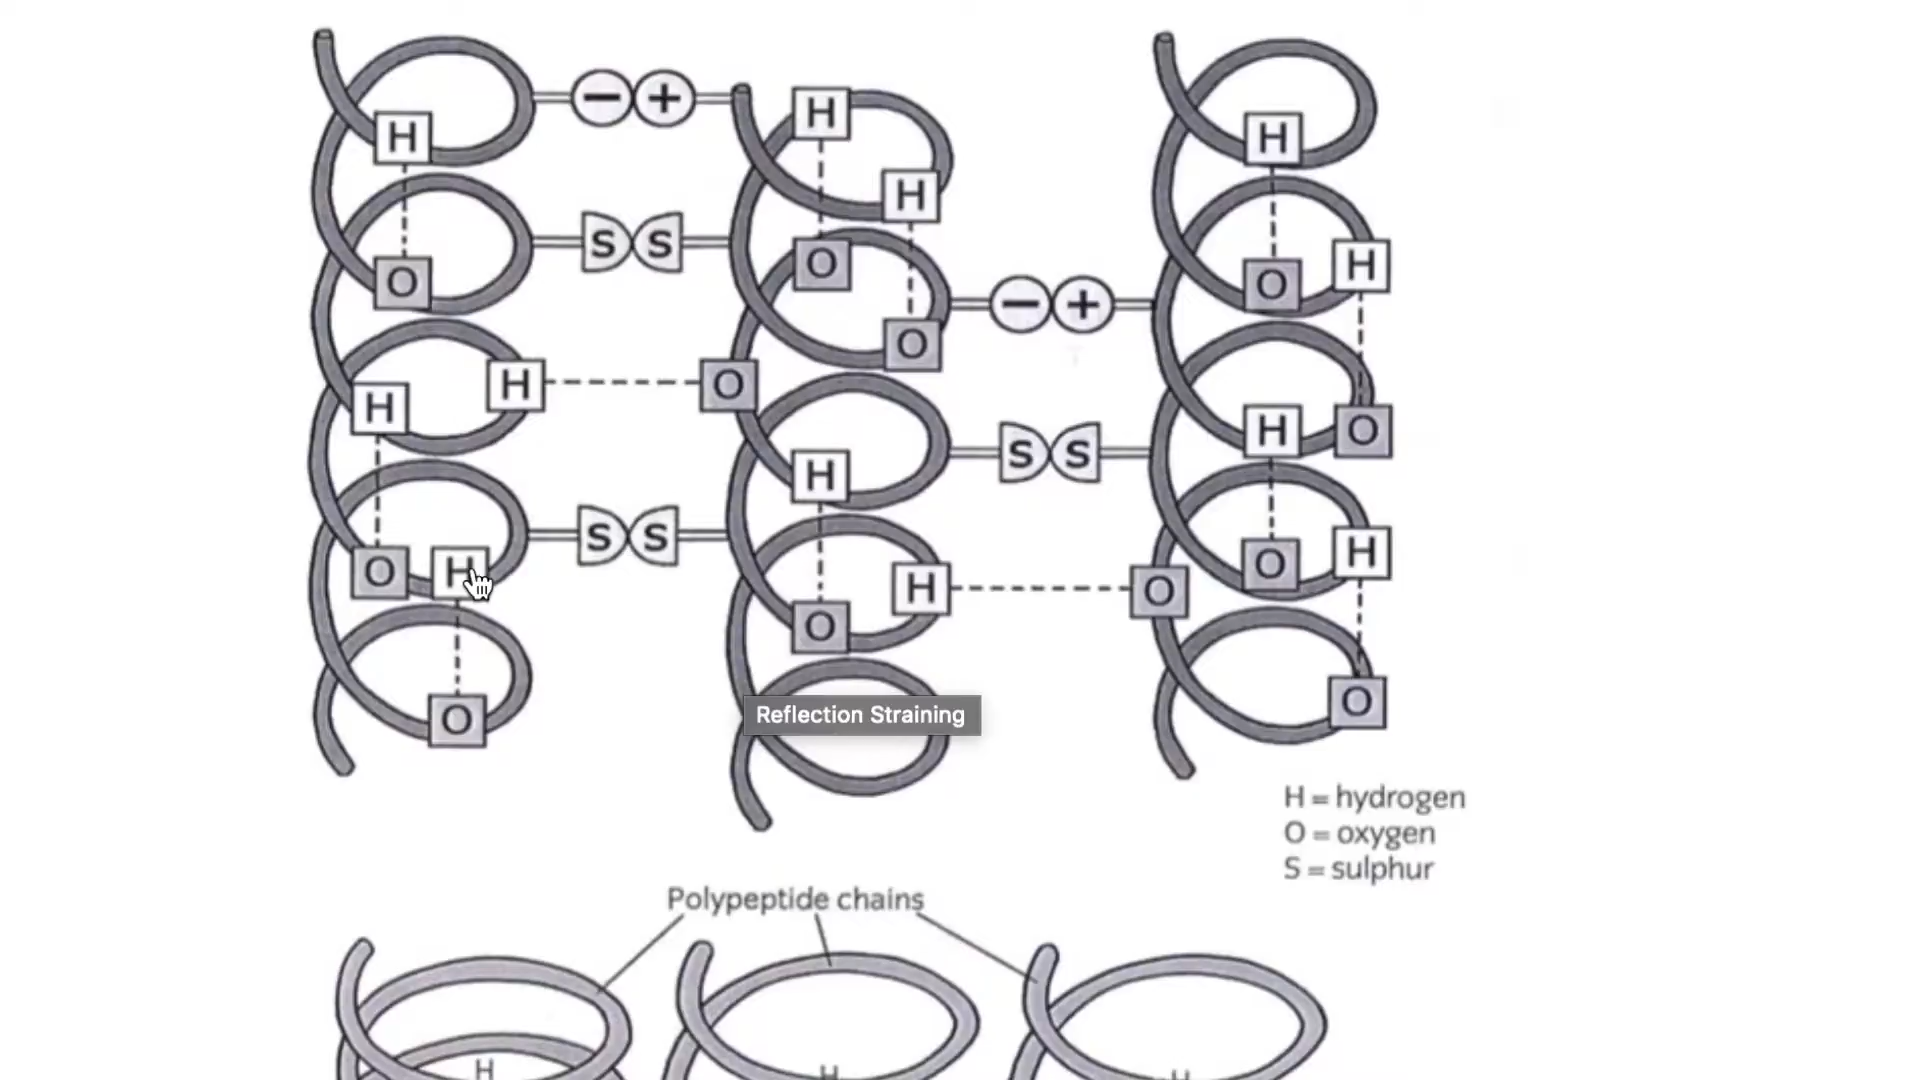 − +
H
H
H
H
S S
O
H
O
O
O
− +
O
H
O
H
H
H
O
S S
H
O
S S
H
O
O
H
H
O
O
H
O
O
O
Reflection Straining
H = hydrogen
O = oxygen
S = sulphur
Polypeptide chains
H
H
H